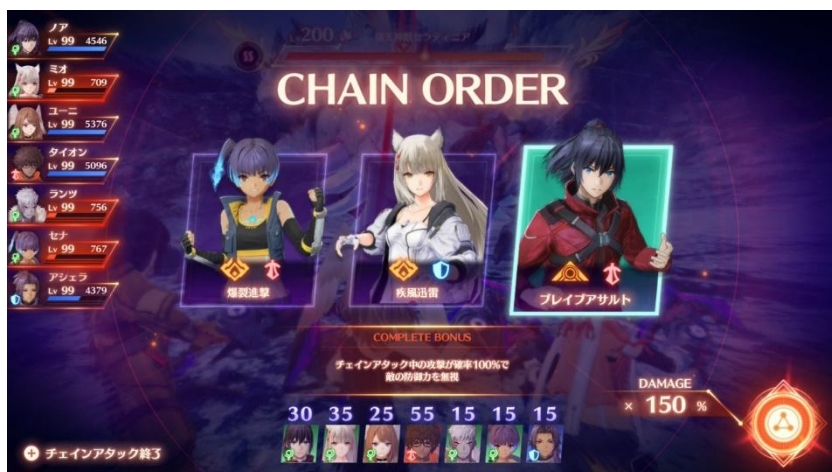 ノア
Lv 99 4546
ミオ
Lv 99 709
ユーニ
Lv 99 5376
タイオン
Lv 99 5096
ランツ
Lv 99 756
セナ
Lv 99 767
アシェラ
Lv 99 4379
Lv.200
CHAIN ORDER
爆裂進撃
疾風迅雷
ブレイブアサルト
COMPLETE BONUS
チェインアタック中の攻撃が確率100%で
敵の防御力を無視
DAMAGE
× 150 %
30 35 25 55 15 15 15
チェインアタック終了